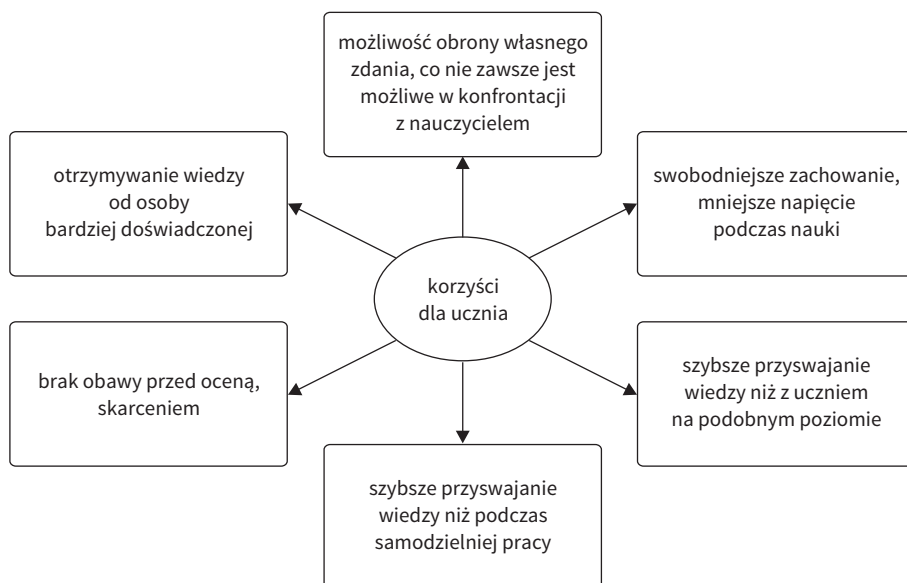 możliwość obrony własnego
zdania, co nie zawsze jest
możliwe w konfrontacji
z nauczycielem
otrzymywanie wiedzy
od osoby
bardziej doświadczonej
swobodniejsze zachowanie,
mniejsze napięcie
podczas nauki
korzyści
dla ucznia
brak obawy przed oceną,
skarceniem
szybsze przyswajanie
wiedzy niż z uczniem
na podobnym poziomie
szybsze przyswajanie
wiedzy niż podczas
samodzielniej pracy